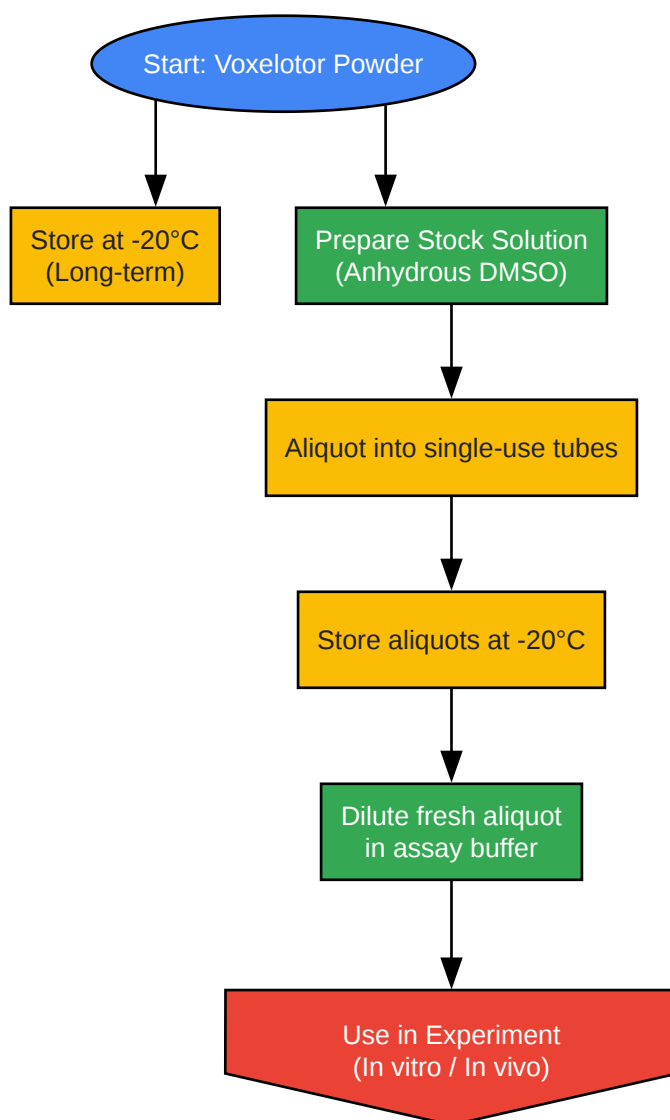 Start: Voxelotor Powder
Store at -20°C
(Long-term)
Prepare Stock Solution
(Anhydrous DMSO)
Aliquot into single-use tubes
Store aliquots at -20°C
Dilute fresh aliquot
in assay buffer
Use in Experiment
(In vitro / In vivo)